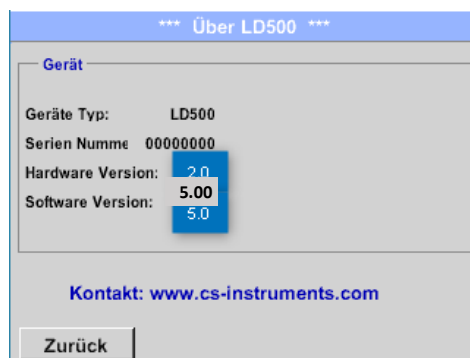 *** Über LD500 ***
Gerät
Geräte Typ: LD500
Serien Numme 00000000
Hardware Version: 2.0
5.00
Software Version: 5.0
Kontakt: www.cs-instruments.com
Zurück